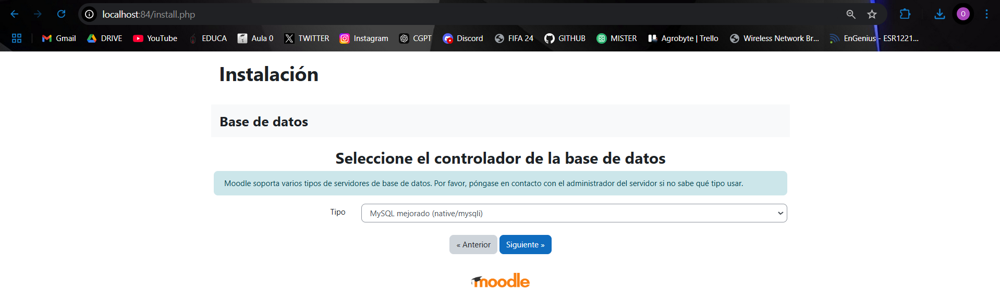 localhost:84/install.php
O
Gmail DRIVE YouTube EDUCA Aula 0 TWITTER Instagram CGPT Discord FIFA 24 GITHUB MISTER Agrobyte | Trello Wireless Network Br... EnGenius - ESR1221...
Instalación
Base de datos
Seleccione el controlador de la base de datos
Moodle soporta varios tipos de servidores de base de datos. Por favor, póngase en contacto con el administrador del servidor si no sabe qué tipo usar.
Tipo MySQL mejorado (native/mysqli)
« Anterior Siguiente »
moodle